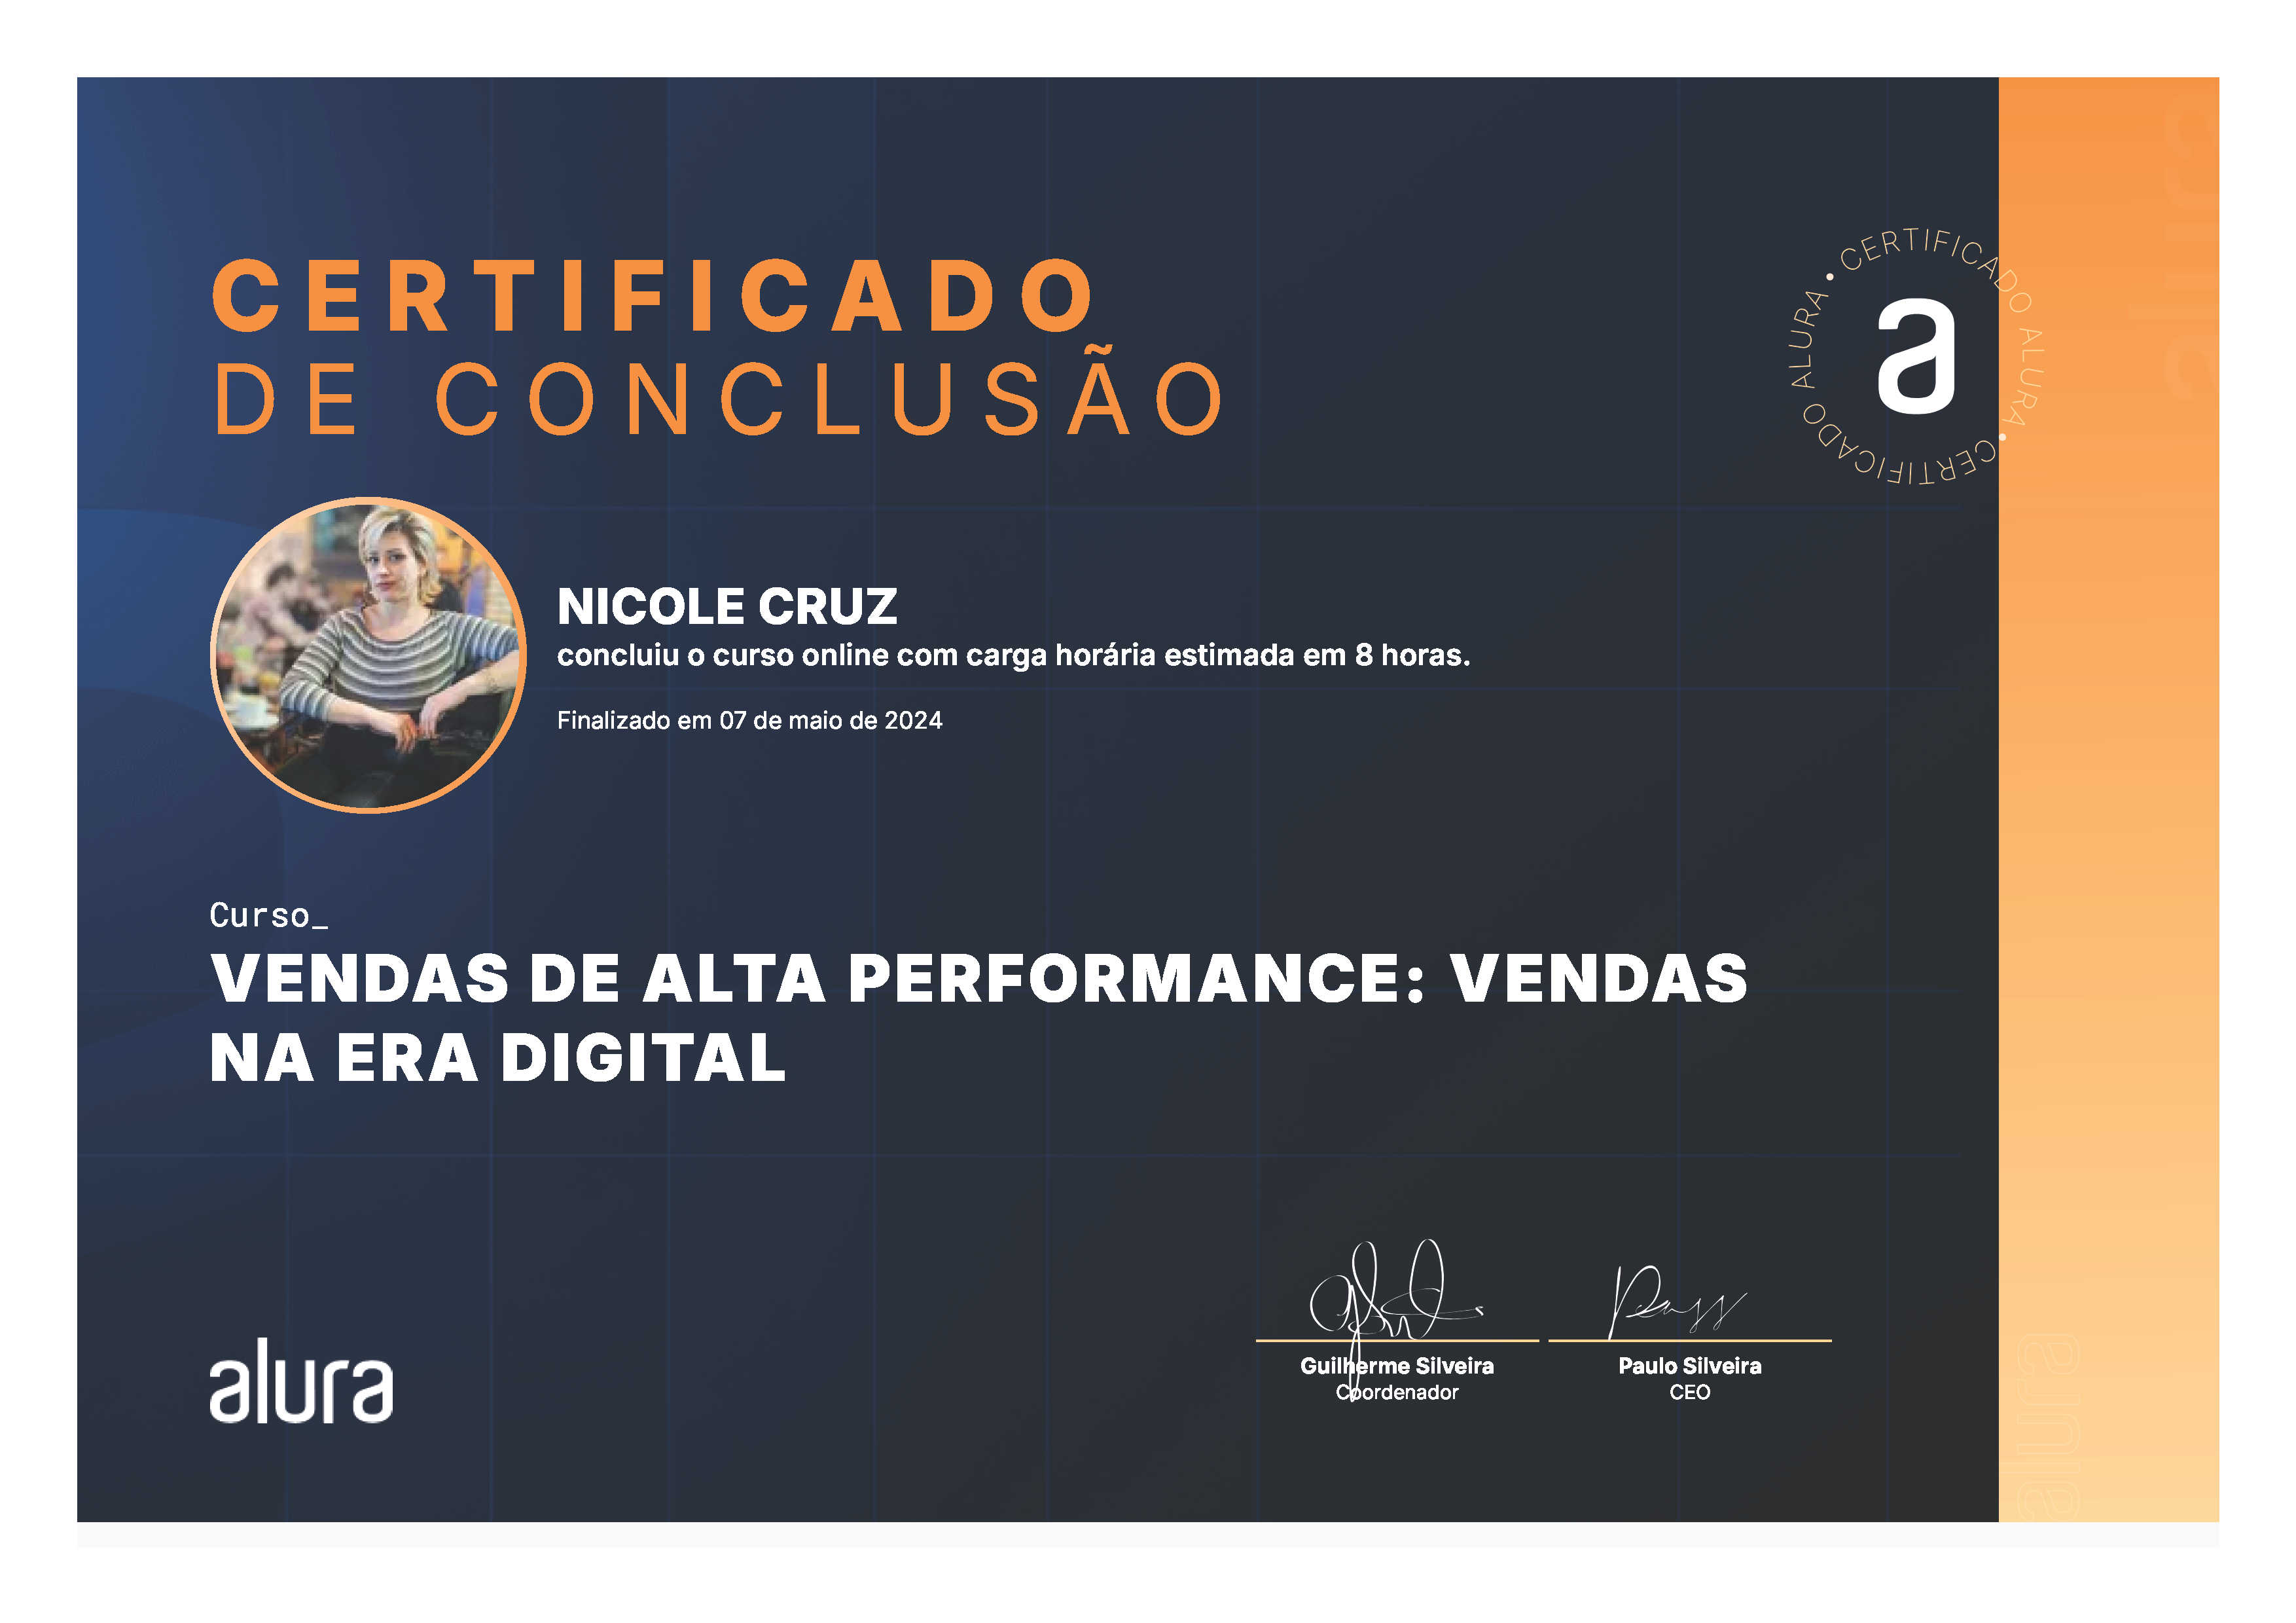 CERTIFICADO
DE CONCLUSÃO
CERTIFICADO ALURA • CERTIFICADO ALURA •
a
NICOLE CRUZ
concluiu o curso online com carga horária estimada em 8 horas.
Finalizado em 07 de maio de 2024
Curso_
VENDAS DE ALTA PERFORMANCE: VENDAS
NA ERA DIGITAL
Guilherme Silveira
Coordenador
Paulo Silveira
CEO
alura
alura
alura